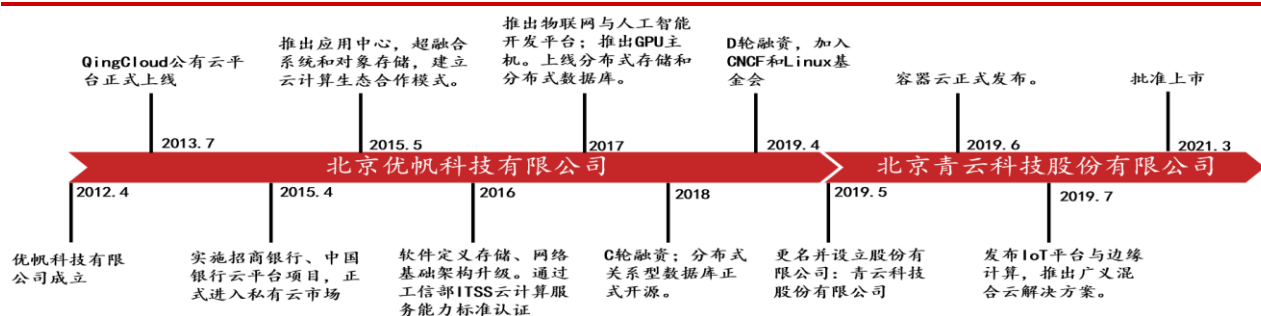 QingCloud公有云平
台正式上线
推出应用中心，超融合
系统和对象存储，建立
云计算生态合作模式。
推出物联网与人工智能
开发平台；推出GPU主
机。上线分布式存储和
分布式数据库。
D轮融资，加入
CNCF和Linux基
金会
容器云正式发布。
批准上市
2013.7
2015.5
2017
2019.4
2019.6
2021.3
北京优帆科技有限公司
北京青云科技股份有限公司
2012.4
2015.4
2016
2018
2019.5
2019.7
优帆科技有限
公司成立
实施招商银行、中国
银行云平台项目，正
式进入私有云市场
软件定义存储、网络
基础架构升级。通过
工信部ITSS云计算服
务能力标准认证
C轮融资；分布式
关系型数据库正
式开源。
更名并设立股份有
限公司：青云科技
股份有限公司
发布IoT平台与边缘
计算，推出广义混
合云解决方案。